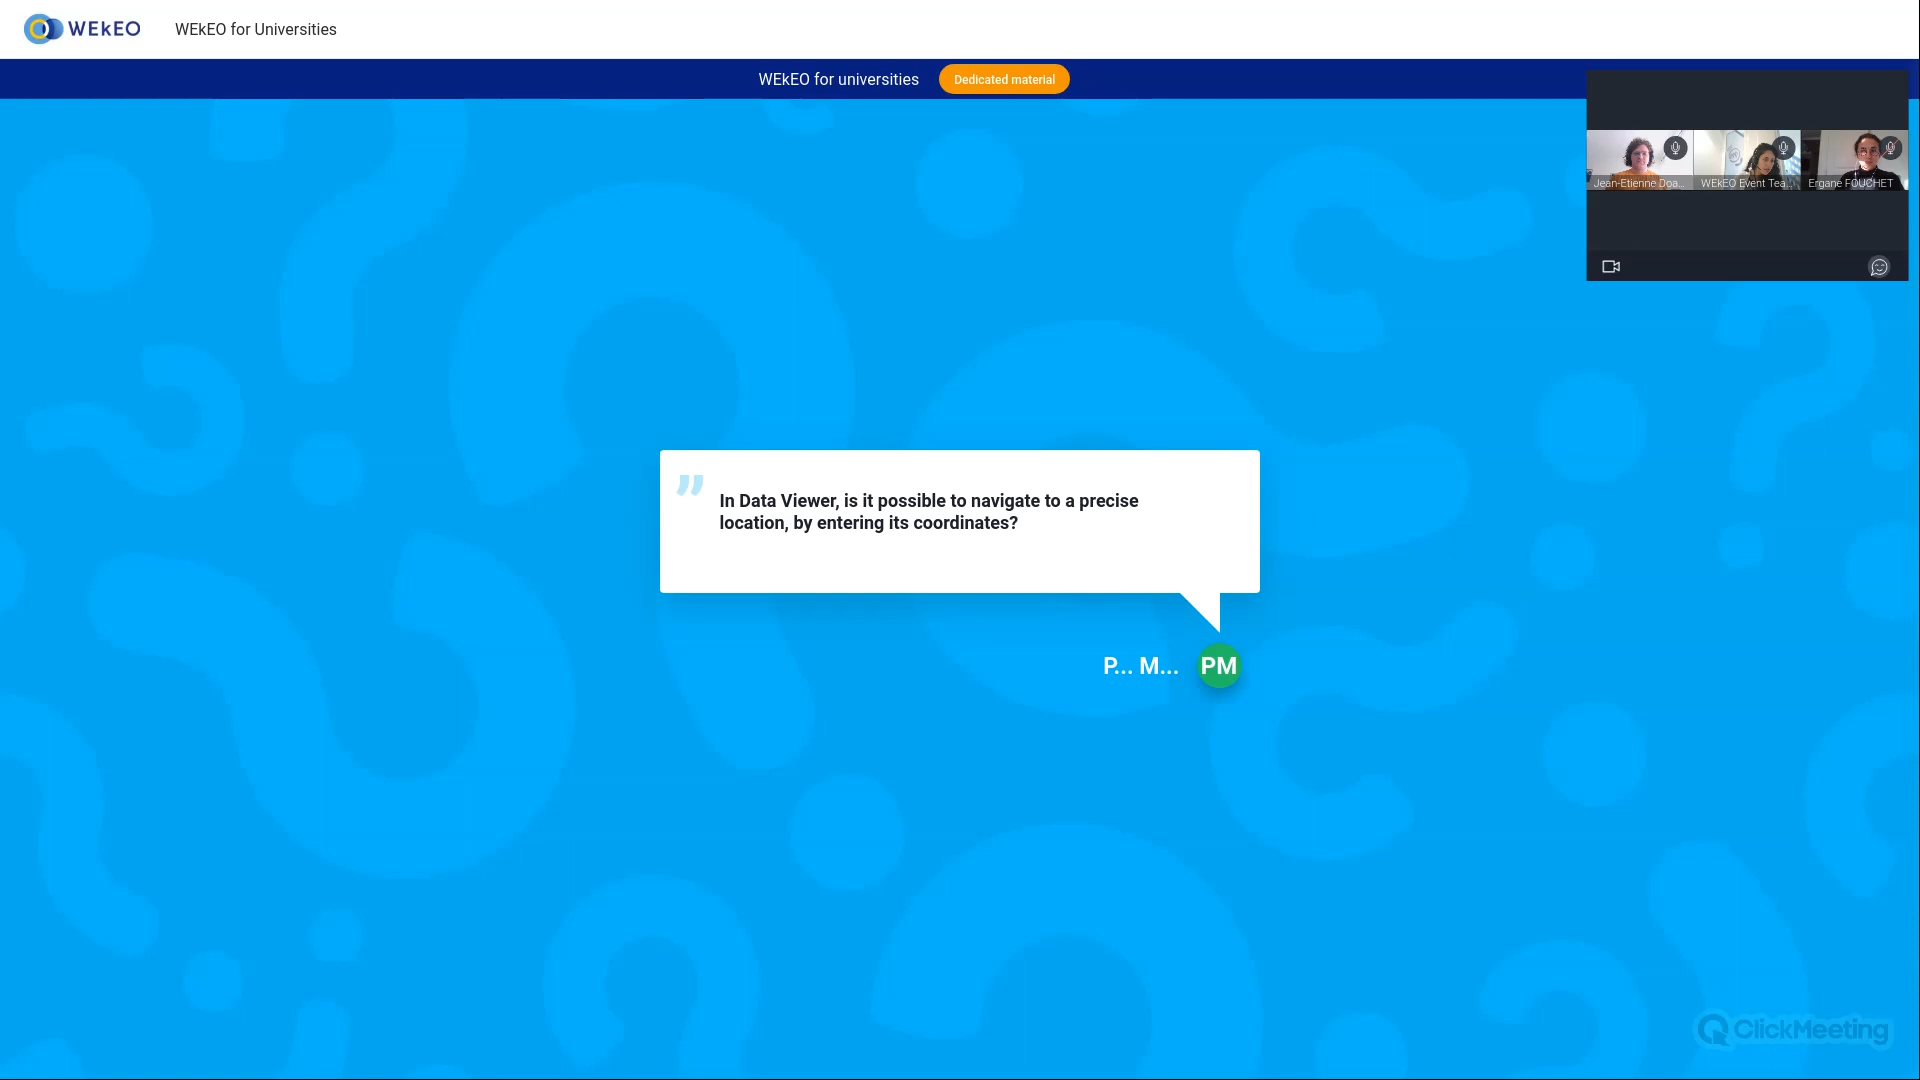 WEkEO
WEkEO for Universities
WEkEO for universities
Dedicated material
Jean-Etienne Doa...
WEkEO Event Tea...
Ergane FOUCHET
In Data Viewer, is it possible to navigate to a precise
location, by entering its coordinates?
P... M...
PM
ClickMeeting